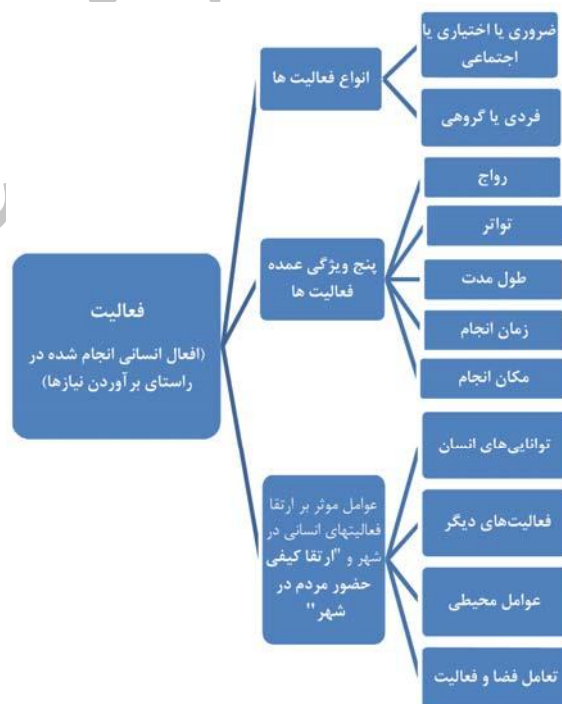 فعالیت
(افعال انسانی انجام شده در
راستای برآوردن نیازها)
انواع فعالیت ها
ضروری یا اختیاری یا
اجتماعی
فردی یا گروهی
پنج ویژگی عمده
فعالیت ها
رواج
تواتر
طول مدت
زمان انجام
مکان انجام
عوامل موثر بر ارتقا
فعالیتهای انسانی در
شهر و "ارتقا کیفی
حضور مردم در
شهر"
توانایی‌های انسان
فعالیت‌های دیگر
عوامل محیطی
تعامل فضا و فعالیت